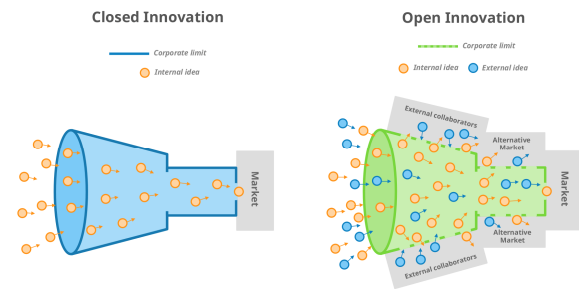 Closed Innovation
Corporate limit
Internal idea
Market
Open Innovation
Corporate limit
Internal idea
External idea
External collaborators
Alternative
Market
Market
Alternative
Market
External collaborators